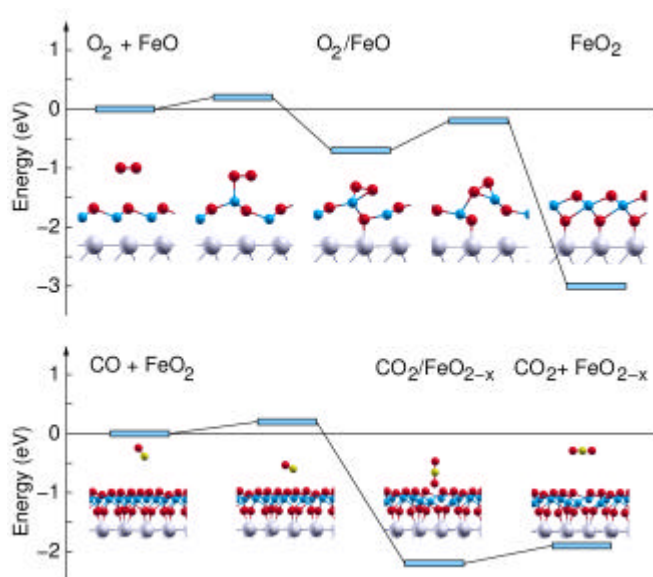 O₂ + FeO O₂/FeO FeO₂
1
0
−1
−2
−3
Energy (eV)
CO + FeO₂ CO₂/FeO₂₋ₓ CO₂+ FeO₂₋ₓ
1
0
−1
−2
Energy (eV)